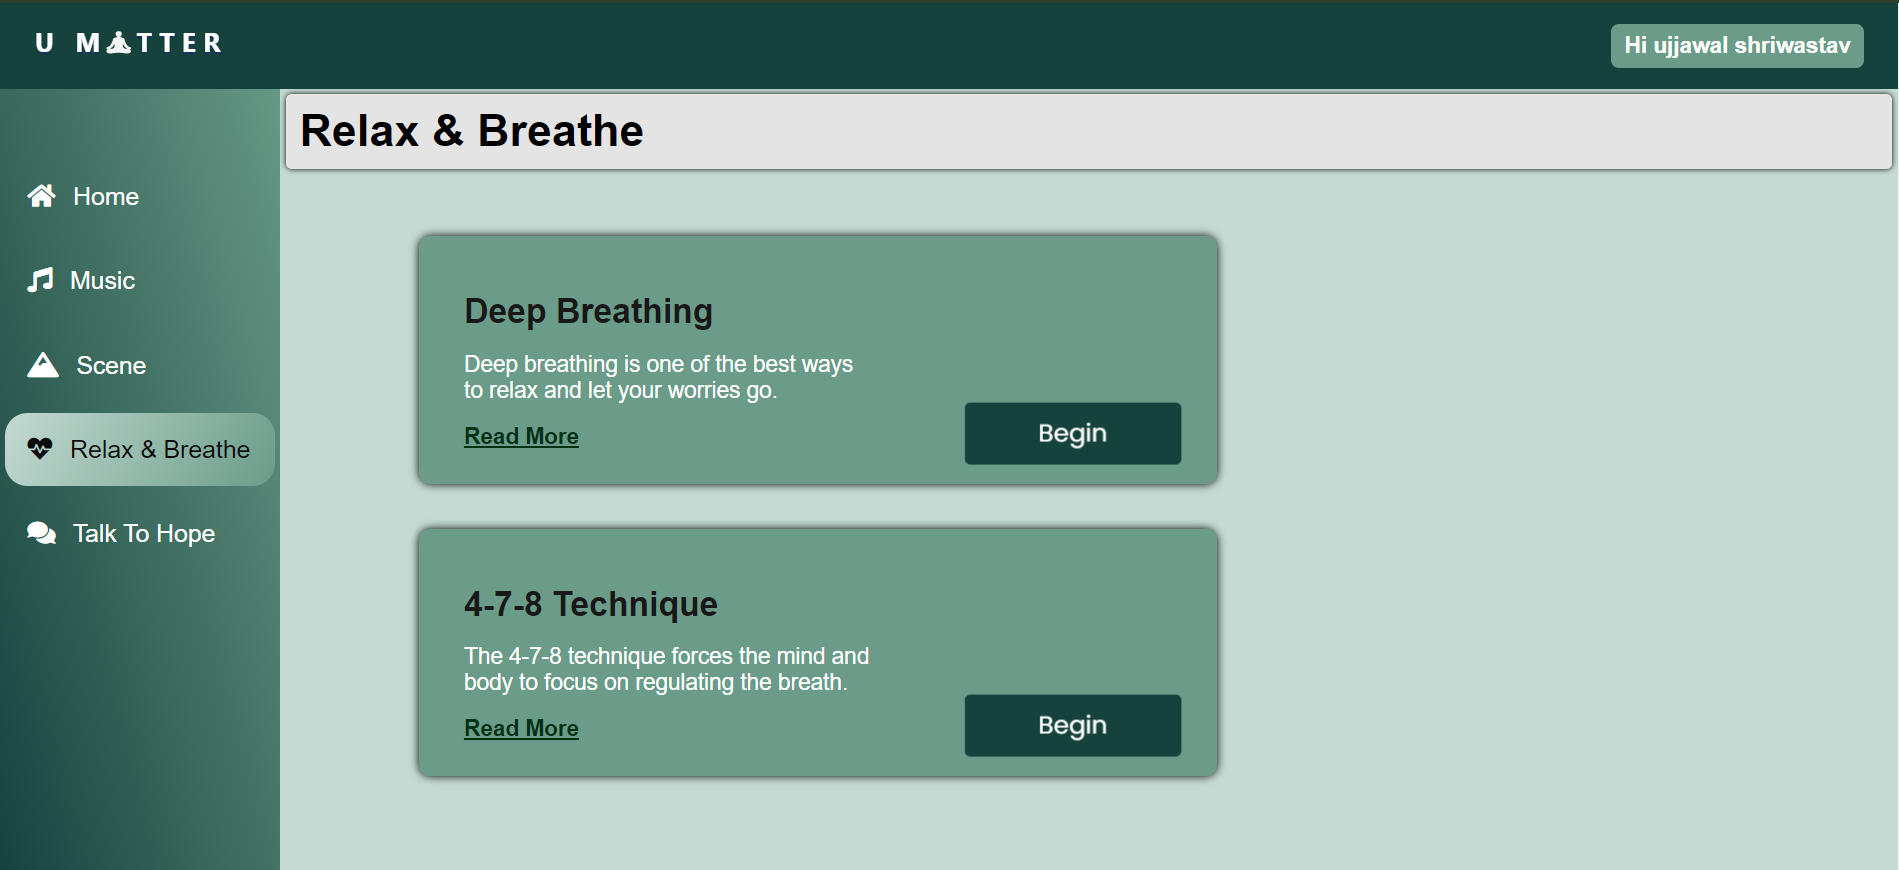 U MATTER
Hi ujjawal shriwastav
Relax & Breathe
Home
Music
Scene
Relax & Breathe
Talk To Hope
Deep Breathing
Deep breathing is one of the best ways
to relax and let your worries go.
Read More
Begin
4-7-8 Technique
The 4-7-8 technique forces the mind and
body to focus on regulating the breath.
Read More
Begin